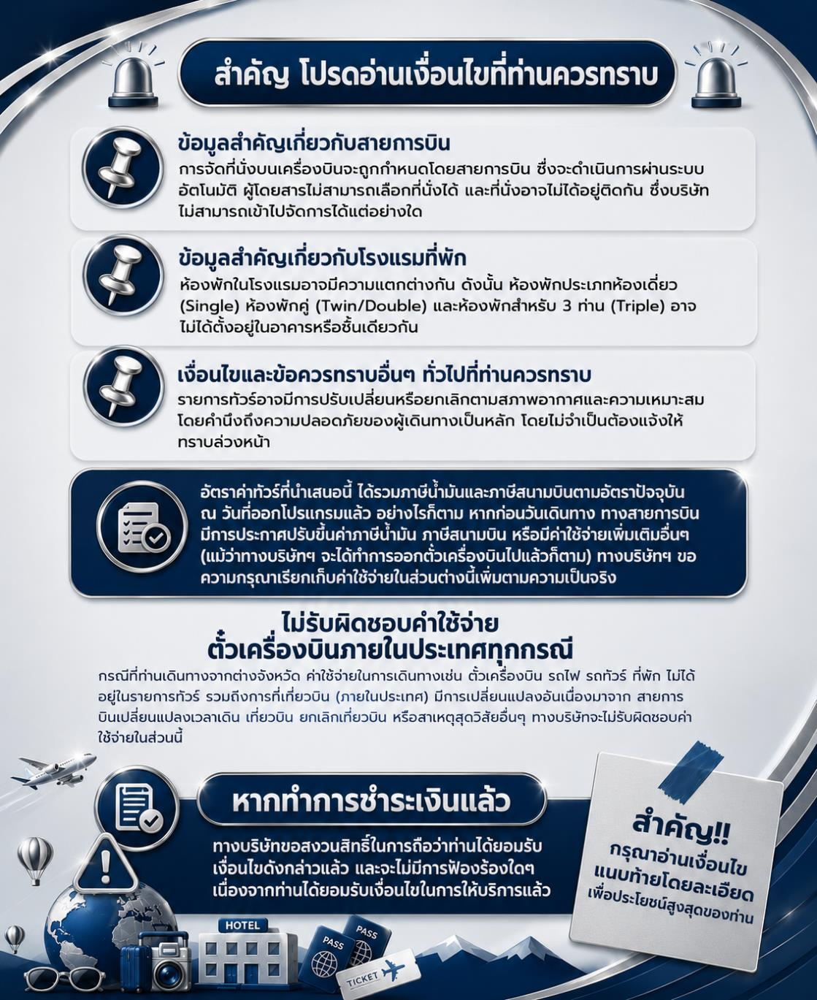 สำคัญ โปรดอ่านเงื่อนไขที่ท่านควรทราบ
ข้อมูลสำคัญเกี่ยวกับสายการบิน
การจัดที่นั่งบนเครื่องบินจะถูกกำหนดโดยสายการบิน ซึ่งจะดำเนินการผ่านระบบ
อัตโนมัติ ผู้โดยสารไม่สามารถเลือกที่นั่งได้ และที่นั่งอาจไม่ได้อยู่ติดกัน ซึ่งบริษัท
ไม่สามารถเข้าไปจัดการได้แต่อย่างใด
ข้อมูลสำคัญเกี่ยวกับโรงแรมที่พัก
ห้องพักในโรงแรมอาจมีความแตกต่างกัน ดังนั้น ห้องพักประเภทห้องเดี่ยว
(Single) ห้องพักคู่ (Twin/Double) และห้องพักสำหรับ 3 ท่าน (Triple) อาจ
ไม่ได้ตั้งอยู่ในอาคารหรือชั้นเดียวกัน
เงื่อนไขและข้อควรทราบอื่นๆ ทั่วไปที่ท่านควรทราบ
รายการทัวร์อาจมีการปรับเปลี่ยนหรือยกเลิกตามสภาพอากาศและความเหมาะสม
โดยคำนึงถึงความปลอดภัยของผู้เดินทางเป็นหลัก โดยไม่จำเป็นต้องแจ้งให้
ทราบล่วงหน้า
อัตราค่าทัวร์ที่นำเสนอนี้ ได้รวมภาษีน้ำมันและภาษีสนามบินตามอัตราปัจจุบัน
ณ วันที่ออกโปรแกรมแล้ว อย่างไรก็ตาม หากก่อนวันเดินทาง ทางสายการบิน
มีการประกาศปรับขึ้นค่าภาษีน้ำมัน ภาษีสนามบิน หรือมีค่าใช้จ่ายเพิ่มเติมอื่นๆ
(แม้ว่าทางบริษัทฯ จะได้ทำการออกตั๋วเครื่องบินไปแล้วก็ตาม) ทางบริษัทฯ ขอ
ความกรุณาเรียกเก็บค่าใช้จ่ายในส่วนต่างนี้เพิ่มตามความเป็นจริง
ไม่รับผิดชอบค่าใช้จ่าย
ตั๋วเครื่องบินภายในประเทศทุกกรณี
กรณีที่ท่านเดินทางจากต่างจังหวัด ค่าใช้จ่ายในการเดินทางเช่น ตั้วเครื่องบิน รถไฟ รถทัวร์ ที่พัก ไม่ได้
อยู่ในรายการทัวร์ รวมถึงการที่เที่ยวบิน (ภายในประเทศ) มีการเปลี่ยนแปลงอันเนื่องมาจาก สายการ
บินเปลี่ยนแปลงเวลาเดิน เที่ยวบิน ยกเลิกเที่ยวบิน หรือสาเหตุสุดวิสัยอื่นๆ ทางบริษัทจะไม่รับผิดชอบค่า
ใช้จ่ายในส่วนนี้
หากทำการชำระเงินแล้ว
ทางบริษัทขอสงวนสิทธิ์ในการถือว่าท่านได้ยอมรับ
เงื่อนไขดังกล่าวแล้ว และจะไม่มีการฟ้องร้องใดๆ
เนื่องจากท่านได้ยอมรับเงื่อนไขในการให้บริการแล้ว
สำคัญ!!
กรุณาอ่านเงื่อนไข
แนบท้ายโดยละเอียด
เพื่อประโยชน์สูงสุดของท่าน
HOTEL
PASS
PASS
TICKET